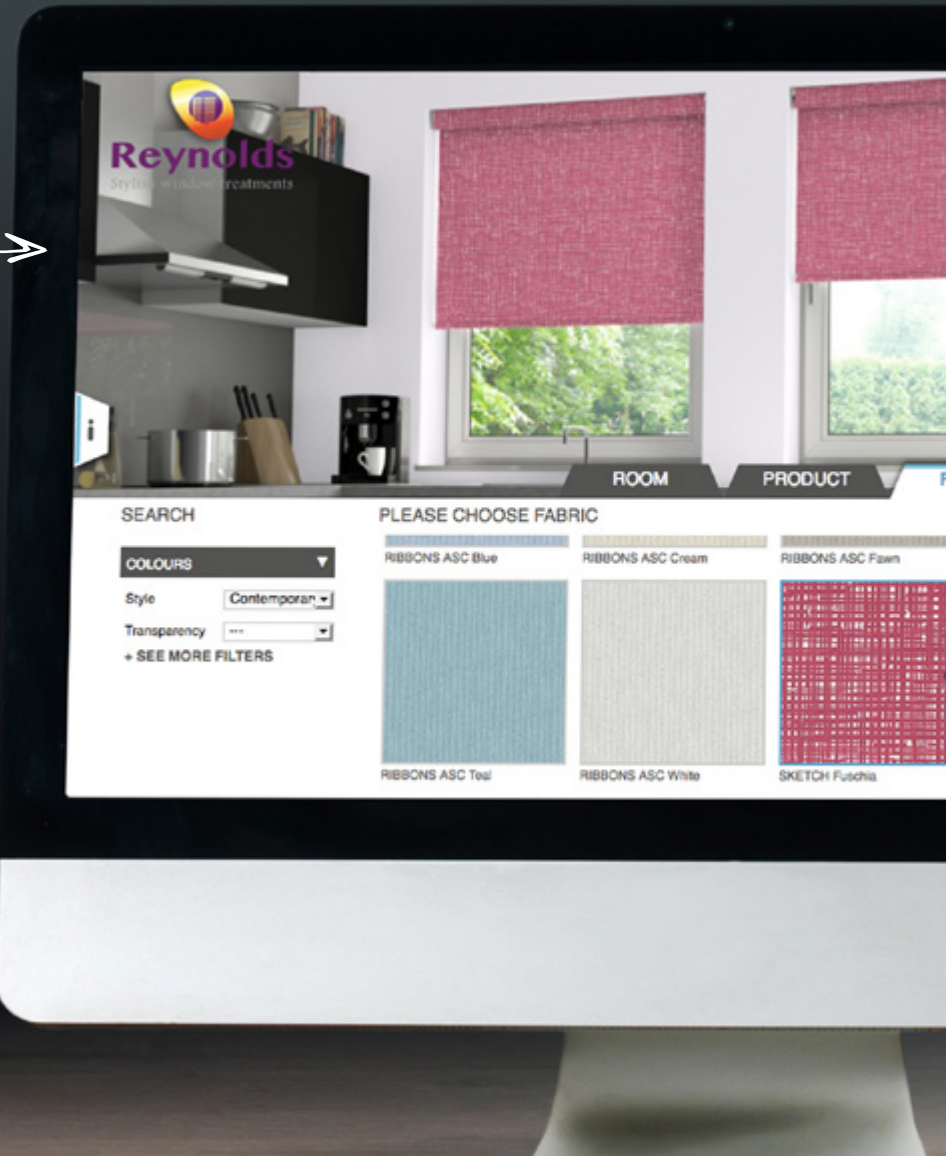 Reynolds
Stylish window treatments
i
ROOM
PRODUCT
SEARCH
PLEASE CHOOSE FABRIC
COLOURS
Style
Contemporar
Transparency
---
+ SEE MORE FILTERS
RIBBONS ASC Blue
RIBBONS ASC Cream
RIBBONS ASC Fawn
RIBBONS ASC Teal
RIBBONS ASC White
SKETCH Fuschia